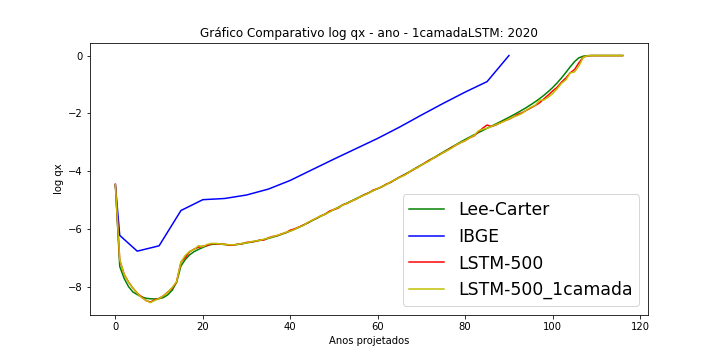 Gráfico Comparativo log qx - ano - 1camadaLSTM: 2020
0
−2
−4
−6
−8
log qx
Lee-Carter
IBGE
LSTM-500
LSTM-500_1camada
0 20 40 60 80 100 120
Anos projetados